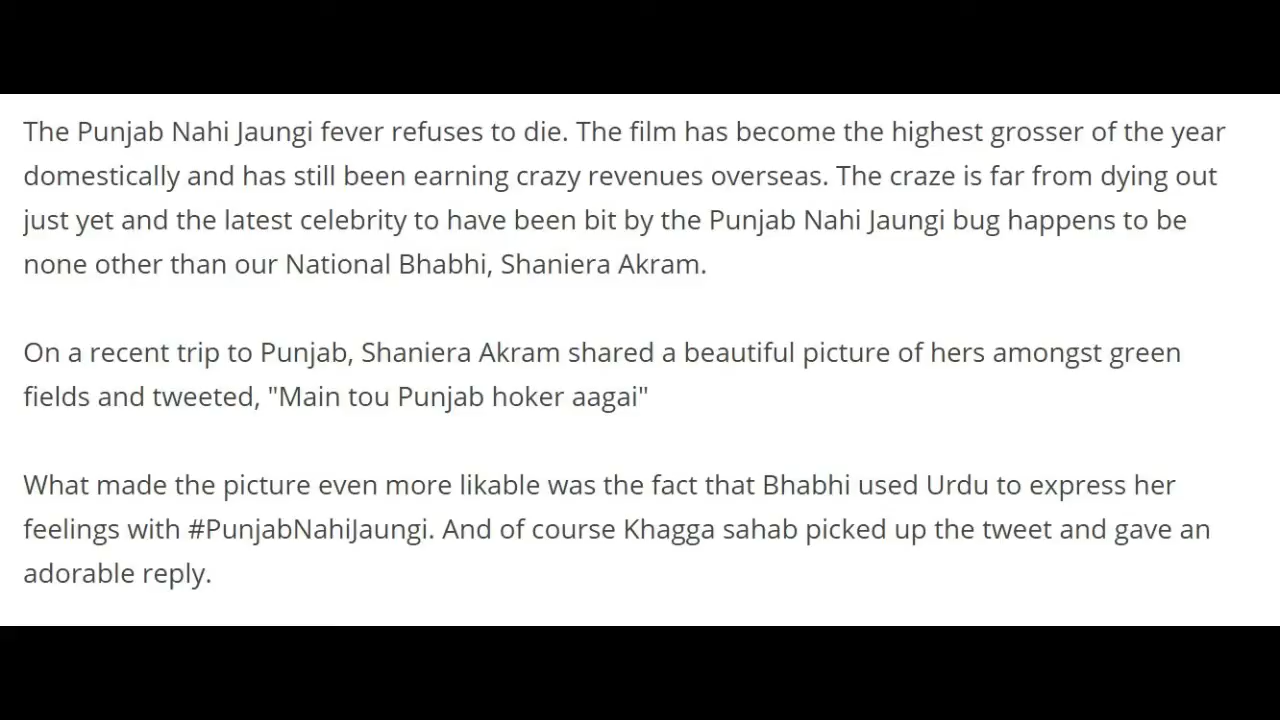 The Punjab Nahi Jaungi fever refuses to die. The film has become the highest grosser of the year
domestically and has still been earning crazy revenues overseas. The craze is far from dying out
just yet and the latest celebrity to have been bit by the Punjab Nahi Jaungi bug happens to be
none other than our National Bhabhi, Shaniera Akram.
On a recent trip to Punjab, Shaniera Akram shared a beautiful picture of hers amongst green
fields and tweeted, "Main tou Punjab hoker aagai"
What made the picture even more likable was the fact that Bhabhi used Urdu to express her
feelings with #PunjabNahiJaungi. And of course Khagga sahab picked up the tweet and gave an
adorable reply.